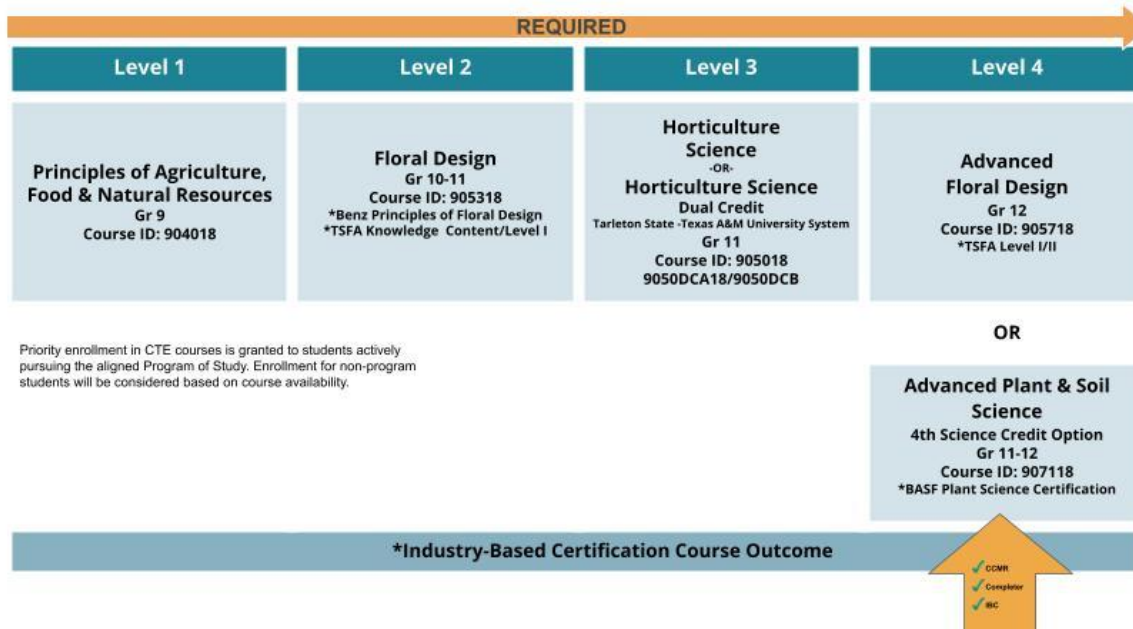 REQUIRED
Level 1
Level 2
Level 3
Level 4
Principles of Agriculture,
Food & Natural Resources
Gr 9
Course ID: 904018
Floral Design
Gr 10-11
Course ID: 905318
*Benz Principles of Floral Design
*TSFA Knowledge Content/Level I
Horticulture
Science
-OR-
Horticulture Science
Dual Credit
Tarleton State -Texas A&M University System
Gr 11
Course ID: 905018
9050DCA18/9050DCB
Advanced
Floral Design
Gr 12
Course ID: 905718
*TSFA Level I/II
OR
Priority enrollment in CTE courses is granted to students actively
pursuing the aligned Program of Study. Enrollment for non-program
students will be considered based on course availability.
Advanced Plant & Soil
Science
4th Science Credit Option
Gr 11-12
Course ID: 907118
*BASF Plant Science Certification
*Industry-Based Certification Course Outcome
CCMR
Completer
IBC